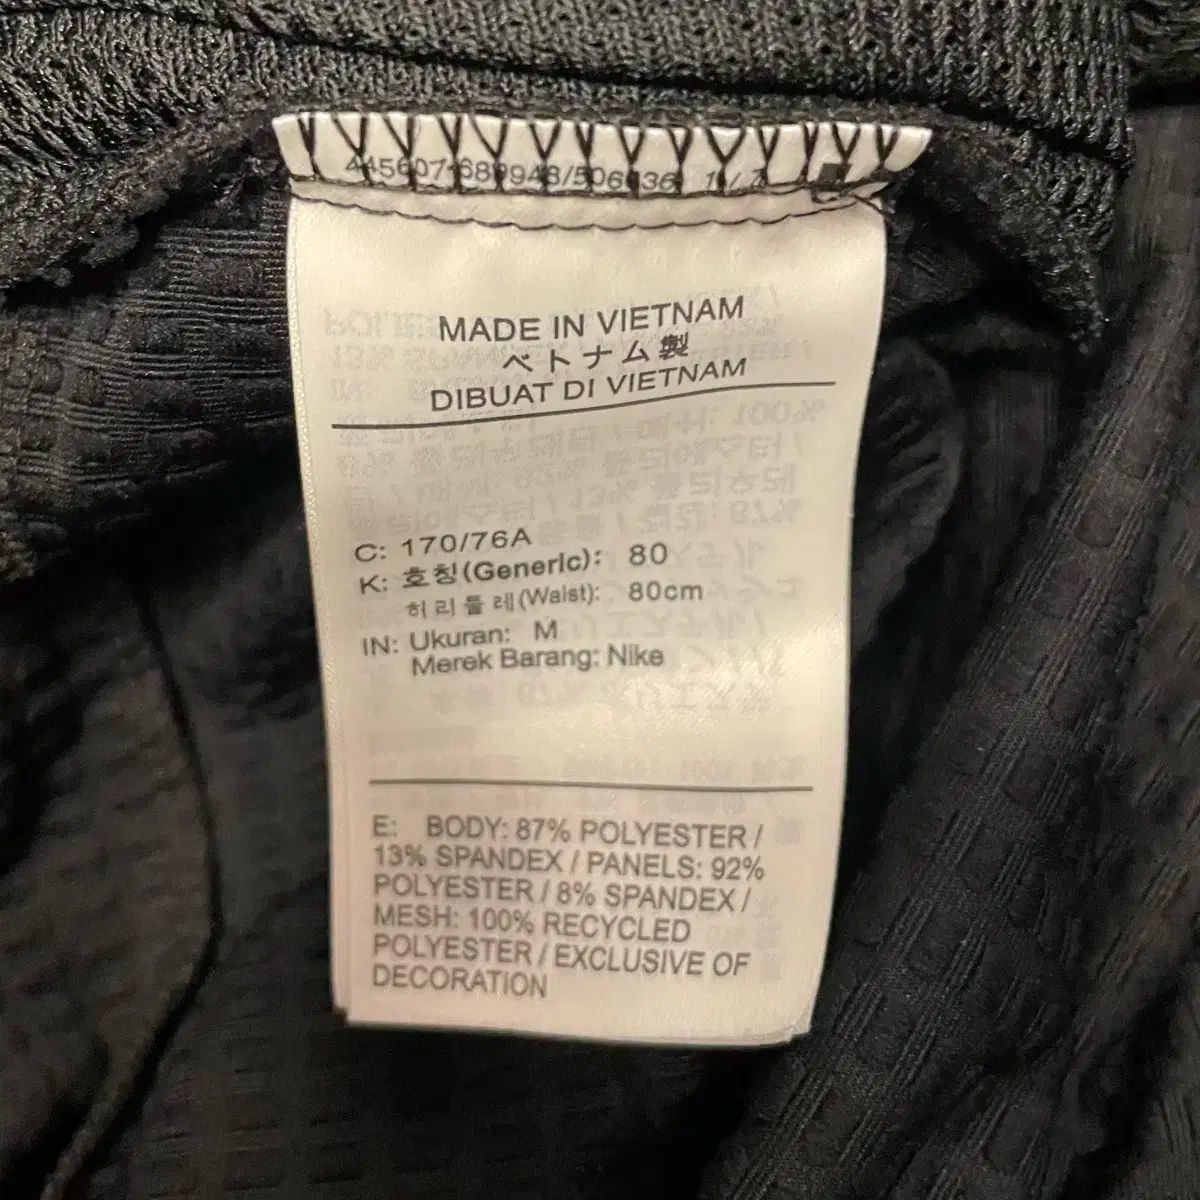 MADE IN VIETNAM
ベトナム製
DIBUAT DI VIETNAM
C: 170/76A
K: 호칭(Generic): 80
허리둘레(Waist): 80cm
IN: Ukuran: M
Merek Barang: Nike
E: BODY: 87% POLYESTER /
13% SPANDEX / PANELS: 92%
POLYESTER / 8% SPANDEX /
MESH: 100% RECYCLED
POLYESTER / EXCLUSIVE OF
DECORATION